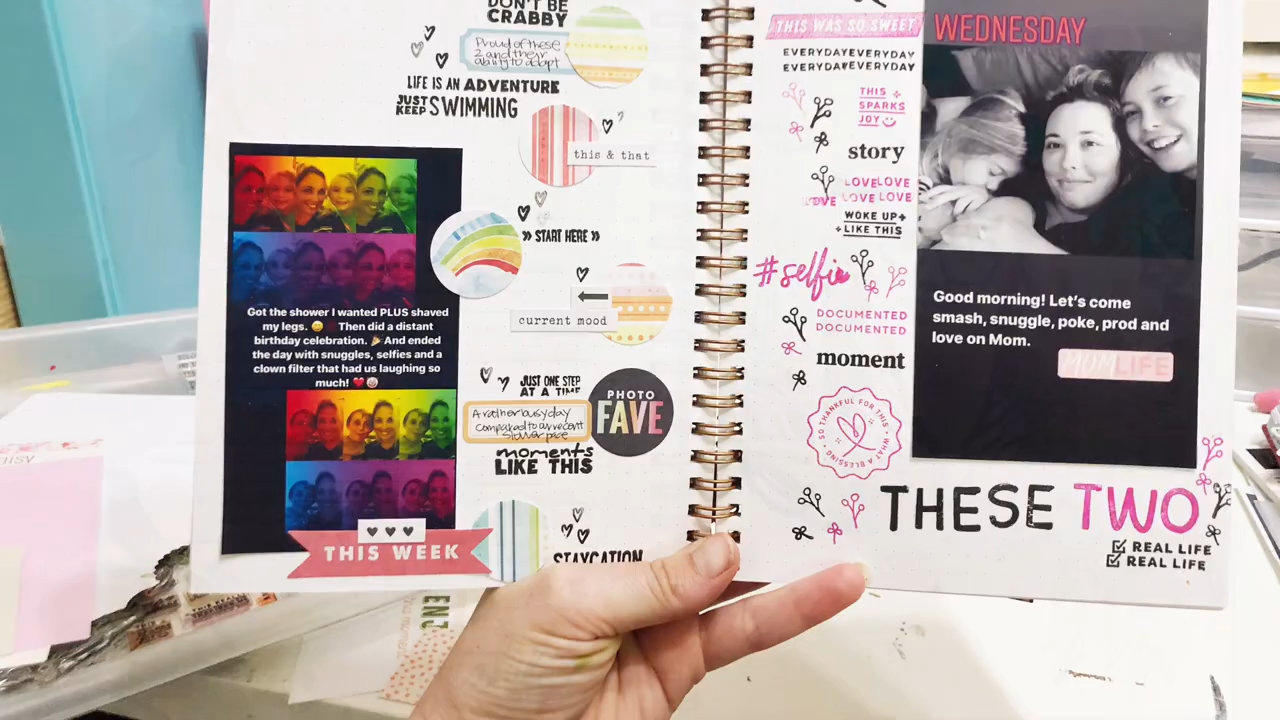 DON'T BE
CRABBY
Proud of these
2 and their
ability to adapt
LIFE IS AN ADVENTURE
JUST KEEP SWIMMING
this & that
» START HERE »
current mood
Got the shower I wanted PLUS shaved
my legs. 😄 Then did a distant
birthday celebration. 🎉 And ended
the day with snuggles, selfies and a
clown filter that had us laughing so
much! ❤️🤡
JUST ONE STEP
AT A TIME
A rather busy day
compared to our recent
slower pace
PHOTO
FAVE
moments
LIKE THIS
THIS WEEK
STAYCATION
THIS WAS SO SWEET
EVERYDAYEVERYDAY
EVERYDAYEVERYDAY
THIS
SPARKS
JOY
story
LOVELOVE
LOVE LOVE LOVE
WOKE UP
LIKE THIS
#selfie
DOCUMENTED
DOCUMENTED
moment
SO THANKFUL FOR THIS • WHAT A BLESSING •
WEDNESDAY
Good morning! Let's come
smash, snuggle, poke, prod and
love on Mom.
MOMLIFE
THESE TWO
REAL LIFE
REAL LIFE